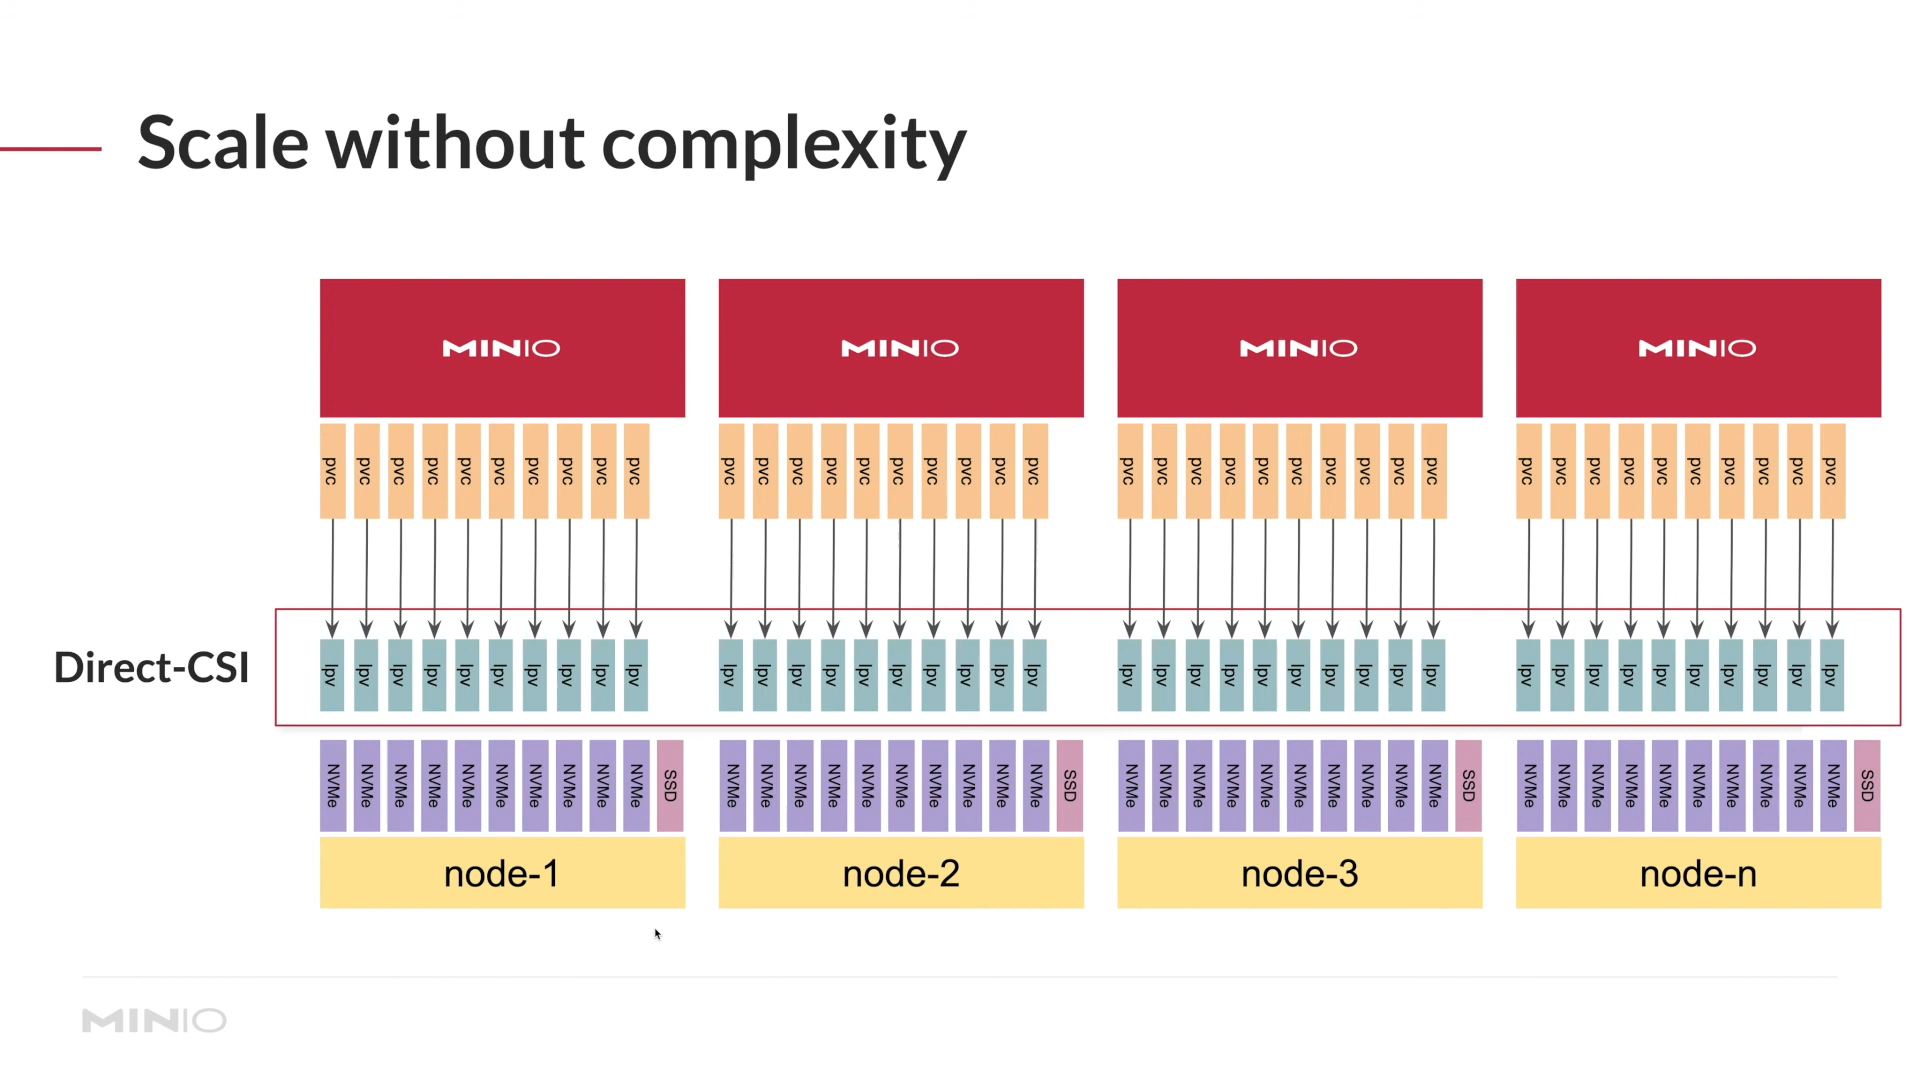 Scale without complexity
MINIO MINIO MINIO MINIO
pvc pvc pvc pvc pvc pvc pvc pvc pvc pvc pvc pvc pvc pvc pvc pvc pvc pvc pvc pvc pvc pvc pvc pvc pvc pvc pvc pvc pvc pvc pvc pvc pvc pvc pvc pvc pvc pvc pvc pvc
Direct-CSI lpv lpv lpv lpv lpv lpv lpv lpv lpv lpv lpv lpv lpv lpv lpv lpv lpv lpv lpv lpv lpv lpv lpv lpv lpv lpv lpv lpv lpv lpv lpv lpv lpv lpv lpv lpv lpv lpv lpv lpv
NVMe NVMe NVMe NVMe NVMe NVMe NVMe NVMe NVMe NVMe SSD NVMe NVMe NVMe NVMe NVMe NVMe NVMe NVMe NVMe NVMe SSD NVMe NVMe NVMe NVMe NVMe NVMe NVMe NVMe NVMe NVMe SSD NVMe NVMe NVMe NVMe NVMe NVMe NVMe NVMe NVMe NVMe SSD
node-1 node-2 node-3 node-n
MINIO